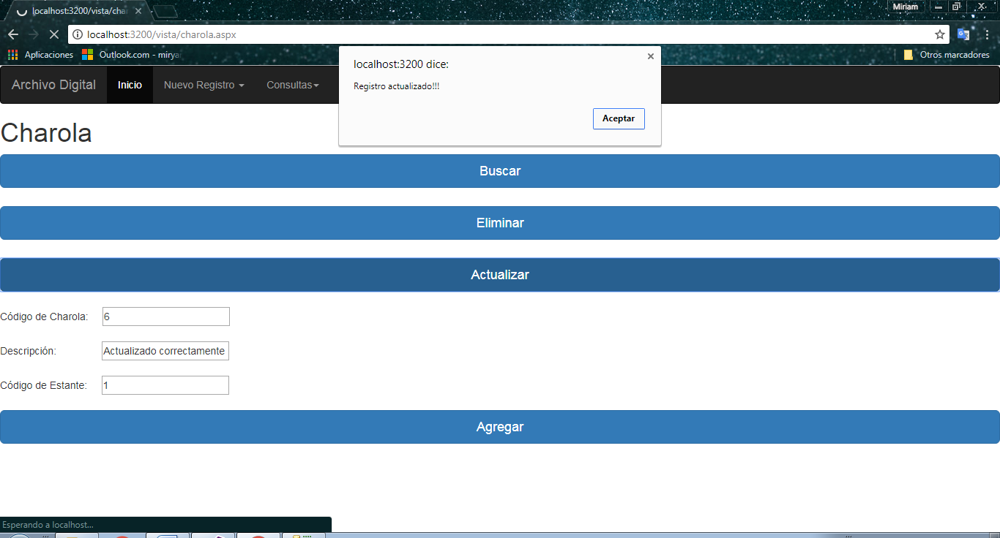 localhost:3200/vista/cha
Miriam
localhost:3200/vista/charola.aspx
Aplicaciones
Outlook.com - mirya
Otros marcadores
localhost:3200 dice:
Registro actualizado!!!
Aceptar
Archivo Digital
Inicio
Nuevo Registro
Consultas
Charola
Buscar
Eliminar
Actualizar
Código de Charola: 6
Descripción: Actualizado correctamente
Código de Estante: 1
Agregar
Esperando a localhost...